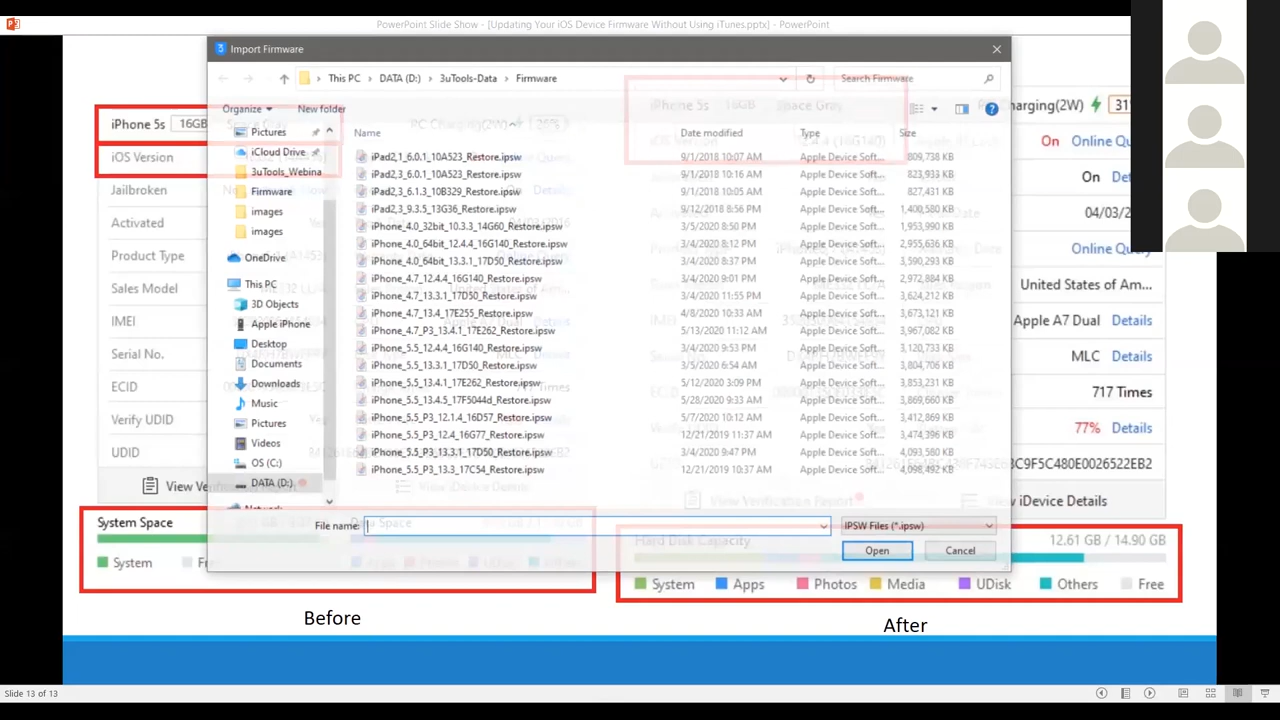 PowerPoint Slide Show - [Updating Your iOS Device Firmware Without Using iTunes.pptx] - PowerPoint
Import Firmware
This PC > DATA (D:) > 3uTools-Data > Firmware
Search Firmware
Organize
New folder
Name
Date modified
Type
Size
iPad2,1_6.0.1_10A523_Restore.ipsw 9/1/2018 10:07 AM Apple Device Soft... 809,738 KB
iPad2,3_6.0.1_10A523_Restore.ipsw 9/1/2018 10:16 AM Apple Device Soft... 823,933 KB
iPad2,3_6.1.3_10B329_Restore.ipsw 9/1/2018 10:05 AM Apple Device Soft... 827,431 KB
iPad2,3_9.3.5_13G36_Restore.ipsw 9/12/2018 8:56 PM Apple Device Soft... 1,400,580 KB
iPhone_4.0_32bit_10.3.3_14G60_Restore.ipsw 3/5/2020 8:50 PM Apple Device Soft... 1,953,990 KB
iPhone_4.0_64bit_12.4.4_16G140_Restore.ipsw 3/4/2020 8:12 PM Apple Device Soft... 2,955,636 KB
iPhone_4.0_64bit_13.3.1_17D50_Restore.ipsw 3/4/2020 8:37 PM Apple Device Soft... 3,590,293 KB
iPhone_4.7_12.4.4_16G140_Restore.ipsw 3/4/2020 9:01 PM Apple Device Soft... 2,972,884 KB
iPhone_4.7_13.3.1_17D50_Restore.ipsw 3/4/2020 11:55 PM Apple Device Soft... 3,624,212 KB
iPhone_4.7_13.4.1_17E255_Restore.ipsw 4/8/2020 10:33 AM Apple Device Soft... 3,673,121 KB
iPhone_4.7_P3_13.4.1_17E262_Restore.ipsw 5/13/2020 11:12 AM Apple Device Soft... 3,967,082 KB
iPhone_5.5_12.4.4_16G140_Restore.ipsw 3/4/2020 9:53 PM Apple Device Soft... 3,120,733 KB
iPhone_5.5_13.3.1_17D50_Restore.ipsw 3/5/2020 6:54 AM Apple Device Soft... 3,804,706 KB
iPhone_5.5_13.4.1_17E262_Restore.ipsw 5/12/2020 3:09 PM Apple Device Soft... 3,853,231 KB
iPhone_5.5_13.4.5_17F5044d_Restore.ipsw 5/28/2020 9:33 AM Apple Device Soft... 3,869,660 KB
iPhone_5.5_P3_12.1.4_16D57_Restore.ipsw 5/7/2020 10:12 AM Apple Device Soft... 3,412,869 KB
iPhone_5.5_P3_12.4_16G77_Restore.ipsw 12/21/2019 11:37 AM Apple Device Soft... 3,474,396 KB
iPhone_5.5_P3_13.3.1_17D50_Restore.ipsw 3/4/2020 9:47 PM Apple Device Soft... 4,093,580 KB
iPhone_5.5_P3_13.3_17C54_Restore.ipsw 12/21/2019 10:37 AM Apple Device Soft... 4,098,492 KB
Pictures
iCloud Drive
3uTools_Webina
Firmware
images
images
OneDrive
This PC
3D Objects
Apple iPhone
Desktop
Documents
Downloads
Music
Pictures
Videos
OS (C:)
DATA (D:)
Network
File name:
IPSW Files (*.ipsw)
Open
Cancel
iPhone 5s 16GB
iOS Version
Jailbroken
Activated
Product Type
Sales Model
IMEI
Serial No.
ECID
Verify UDID
UDID
System Space
System
Before
iPhone 5s 16GB Space Gray
Charging(2W)
On Online
On
04/03/2
Online
United States of Am...
Apple A7 Dual Details
MLC Details
717 Times
77% Details
iDevice Details
Hard Disk Capacity 12.61 GB / 14.90 GB
System Apps Photos Media UDisk Others Free
After
Slide 13 of 13